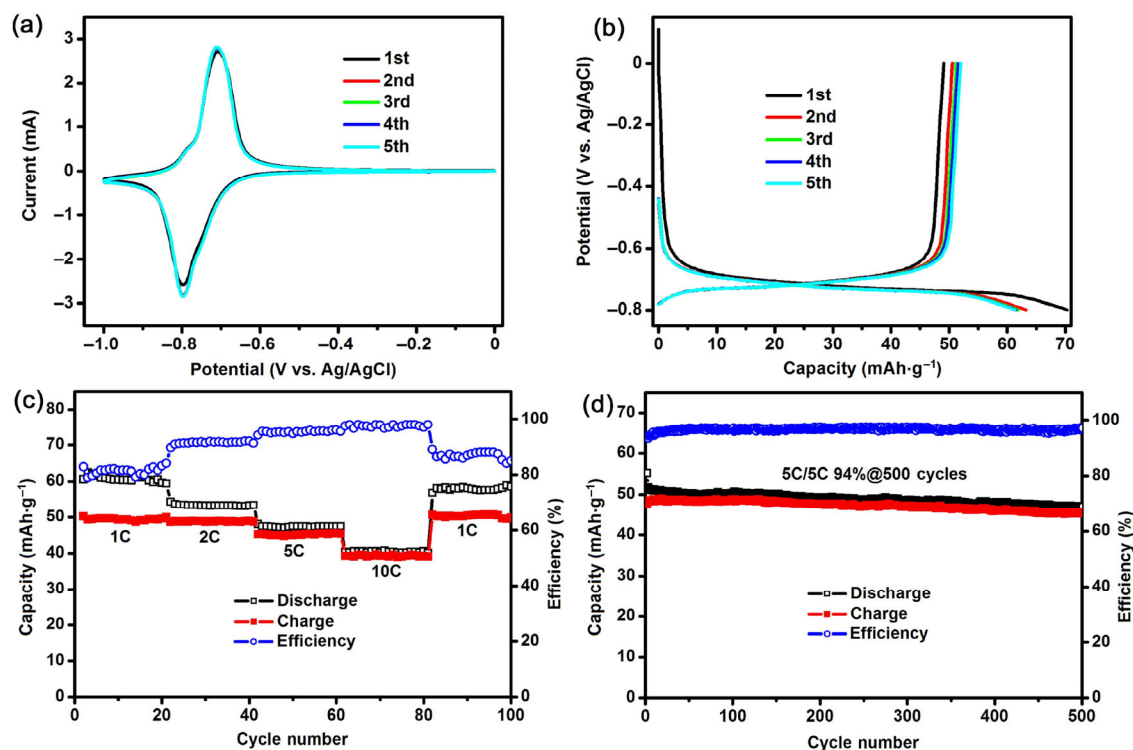 (a)
3
2
1
0
−1
−2
−3
Current (mA)
1st
2nd
3rd
4th
5th
−1.0
−0.8
−0.6
−0.4
−0.2
0
Potential (V vs. Ag/AgCl)
(b)
0
−0.2
−0.4
−0.6
−0.8
Potential (V vs. Ag/AgCl)
1st
2nd
3rd
4th
5th
0
10
20
30
40
50
60
70
Capacity (mAh·g⁻¹)
(c)
80
70
60
50
40
30
20
10
0
Capacity (mAh·g⁻¹)
1C
2C
5C
10C
1C
Discharge
Charge
Efficiency
100
80
60
40
20
0
Efficiency (%)
0
20
40
60
80
100
Cycle number
(d)
70
60
50
40
30
20
10
0
Capacity (mAh·g⁻¹)
5C/5C 94%@500 cycles
Discharge
Charge
Efficiency
100
80
60
40
20
0
Efficiency (%)
0
100
200
300
400
500
Cycle number